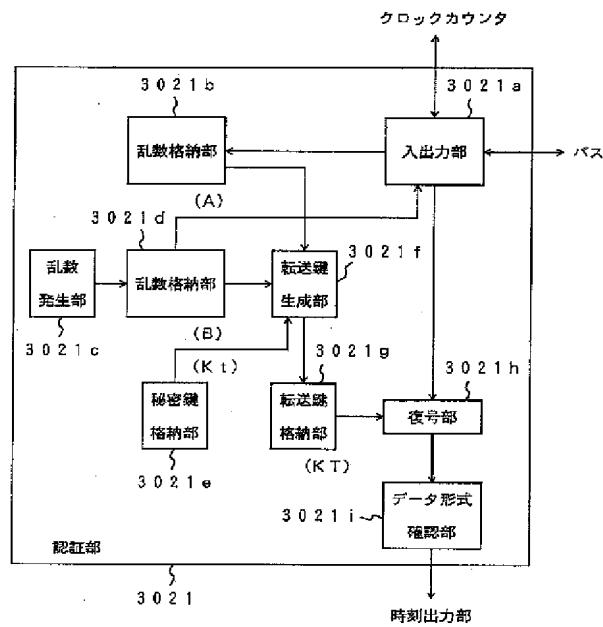 クロックカウンタ
3021b
3021a
乱数格納部
入出力部
バス
(A)
3021d
3021f
乱数
発生部
乱数格納部
転送鍵
生成部
3021c
(B)
(Kt)
3021g
3021h
秘密鍵
格納部
転送鍵
格納部
復号部
(KT)
3021e
3021i
データ形式
確認部
認証部
3021
時刻出力部